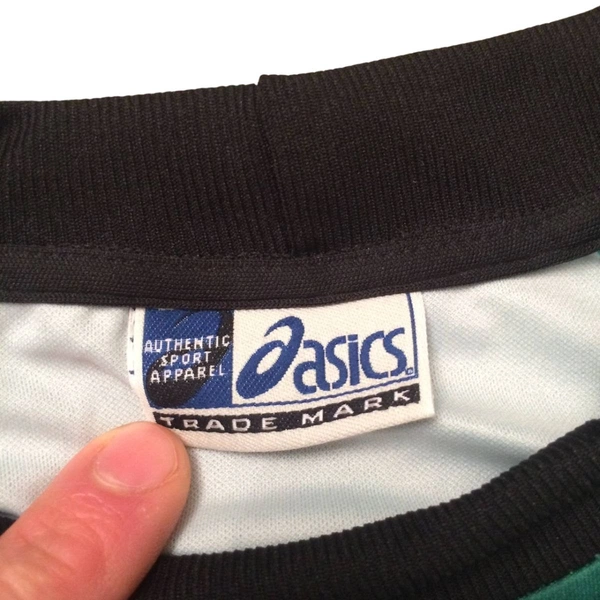 AUTHENTIC
SPORT
APPAREL
asics
TRADE MARK